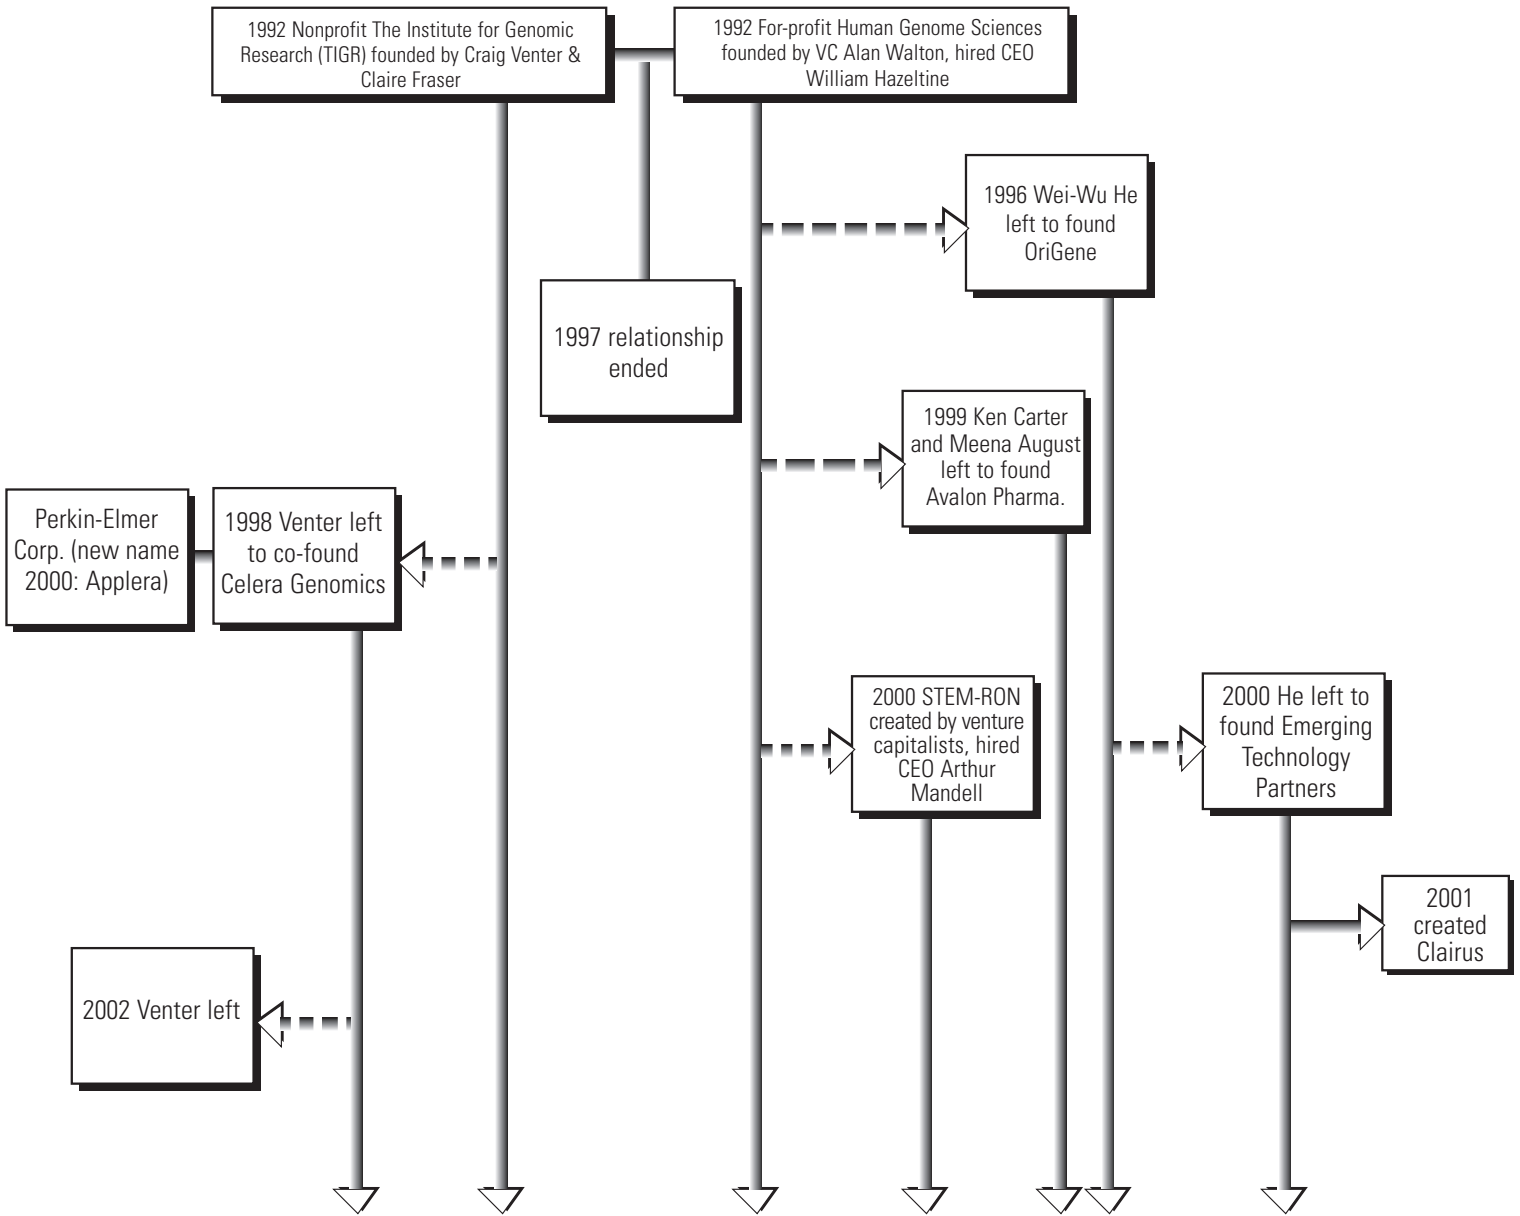 1992 Nonprofit The Institute for Genomic
Research (TIGR) founded by Craig Venter &
Claire Fraser
1992 For-profit Human Genome Sciences
founded by VC Alan Walton, hired CEO
William Hazeltine
1996 Wei-Wu He
left to found
OriGene
1997 relationship
ended
1999 Ken Carter
and Meena August
left to found
Avalon Pharma.
Perkin-Elmer
Corp. (new name
2000: Applera)
1998 Venter left
to co-found
Celera Genomics
2000 STEM-RON
created by venture
capitalists, hired
CEO Arthur
Mandell
2000 He left to
found Emerging
Technology
Partners
2001
created
Clairus
2002 Venter left